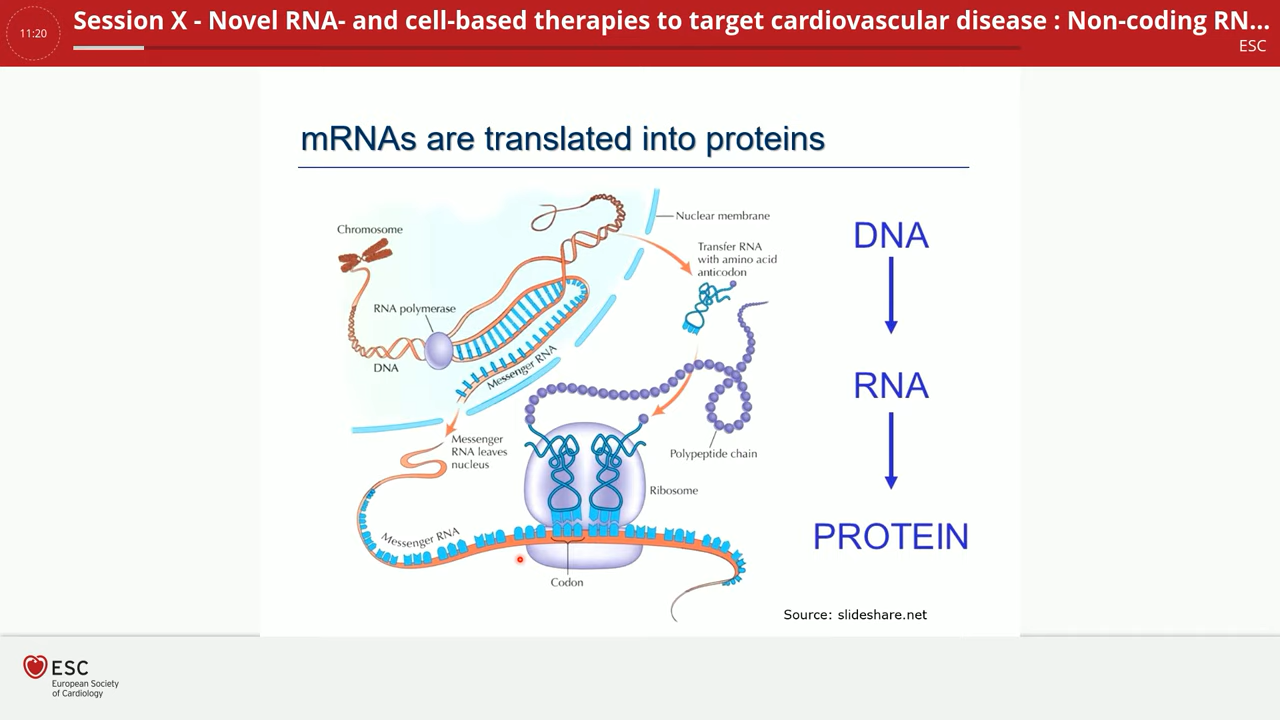 11:20
Session X - Novel RNA- and cell-based therapies to target cardiovascular disease : Non-coding RN...
ESC
mRNAs are translated into proteins
Chromosome
RNA polymerase
DNA
Messenger RNA
Nuclear membrane
Transfer RNA
with amino acid
anticodon
Messenger
RNA leaves
nucleus
Polypeptide chain
Ribosome
Messenger RNA
Codon
DNA
RNA
PROTEIN
Source: slideshare.net
ESC
European Society
of Cardiology